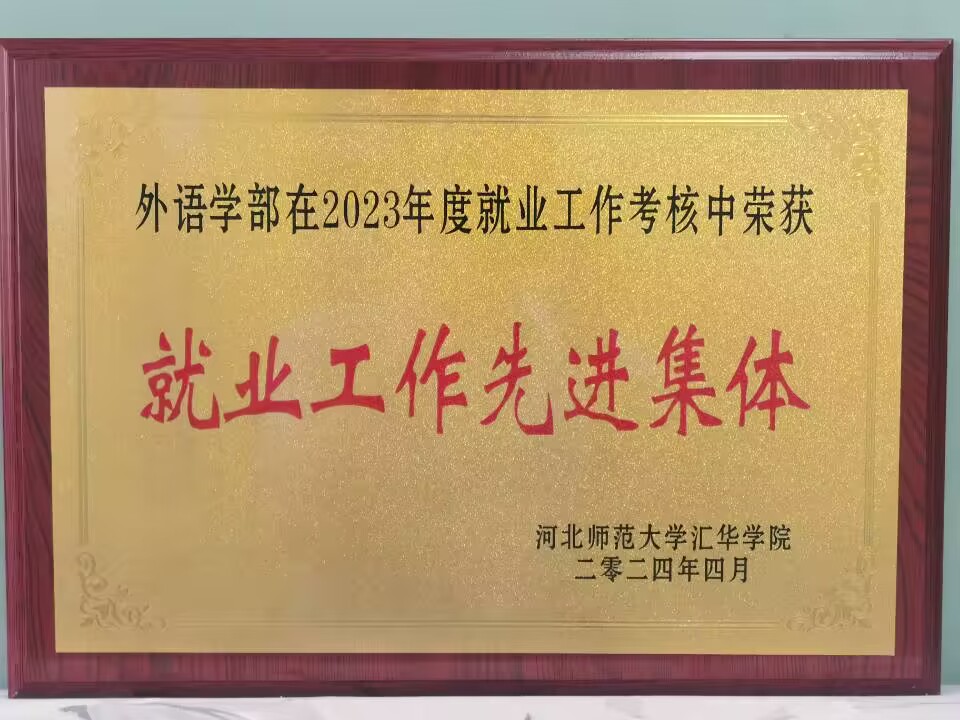 外语学部在2023年度就业工作考核中荣获
就业工作先进集体
河北师范大学汇华学院
二零二四年四月